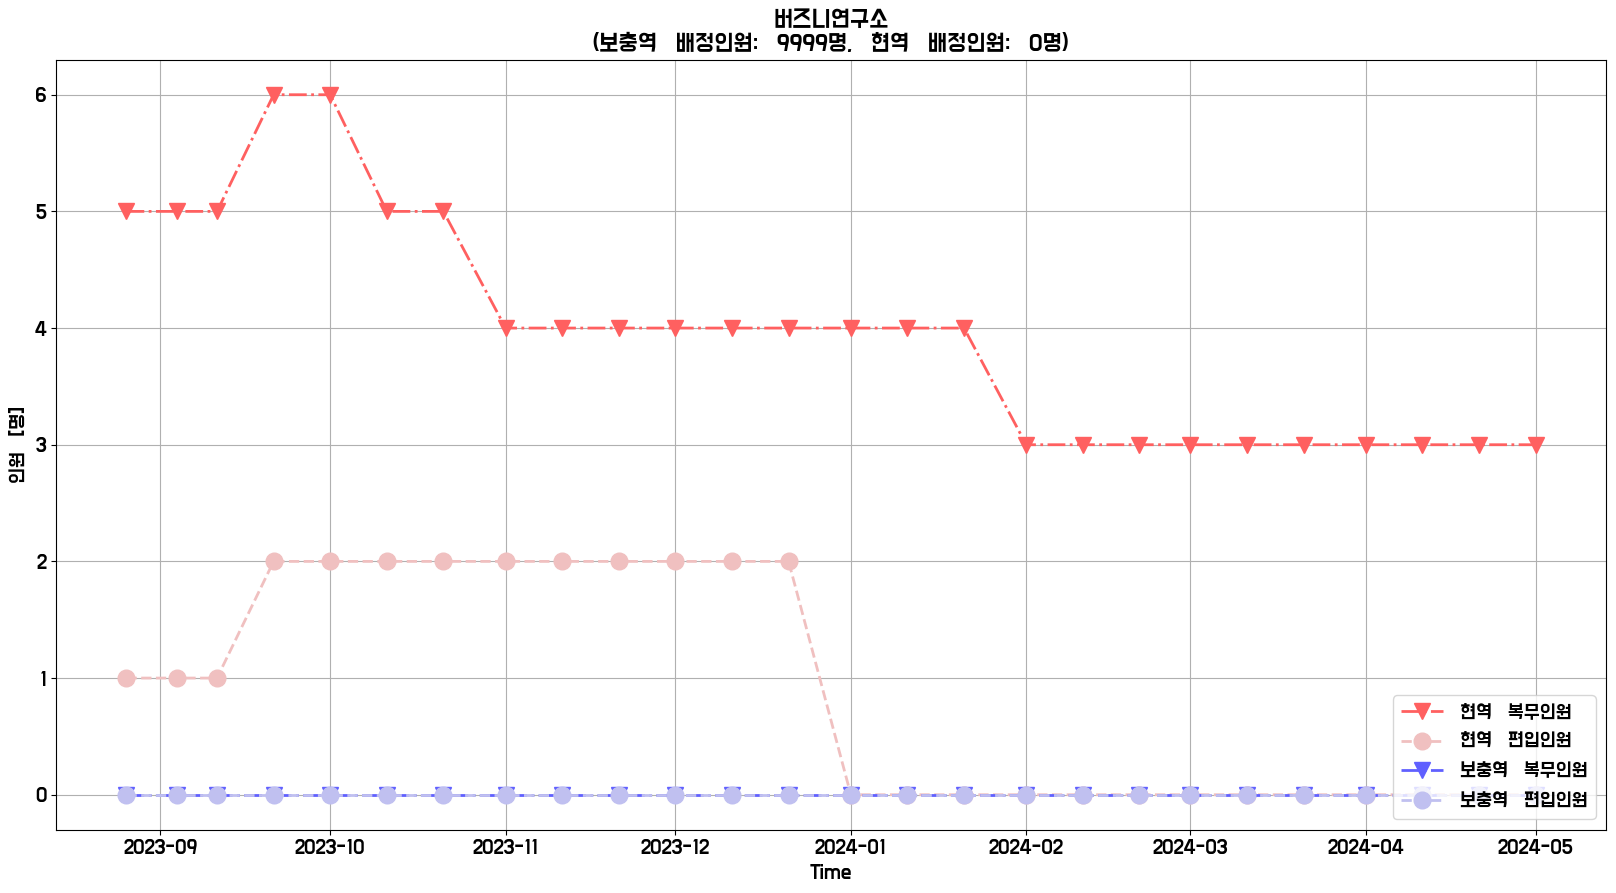 버즈니연구소
(보충역 배정인원: 9999명, 현역 배정인원: 0명)
인원 [명]
6
5
4
3
2
1
0
현역 복무인원
현역 편입인원
보충역 복무인원
보충역 편입인원
2023-09 2023-10 2023-11 2023-12 2024-01 2024-02 2024-03 2024-04 2024-05
Time